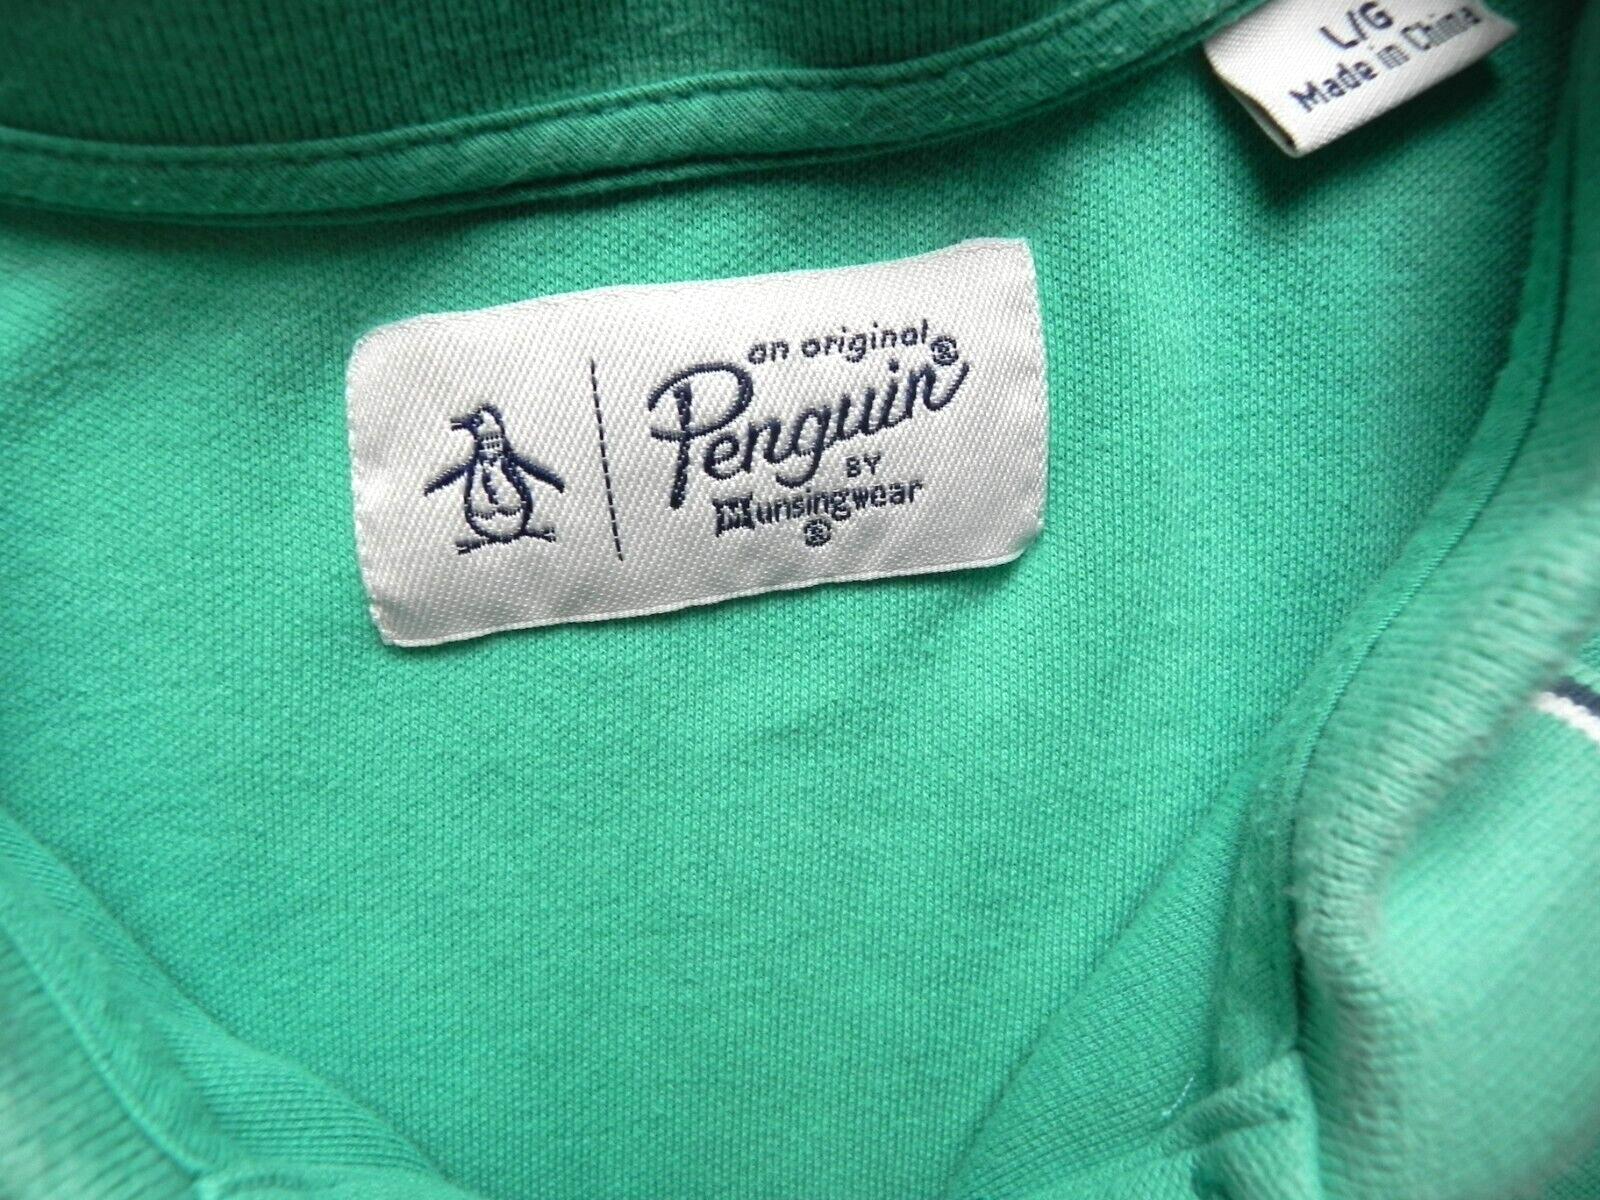 L/G
Made in China
an original
Penguin®
BY
Munsingwear
®